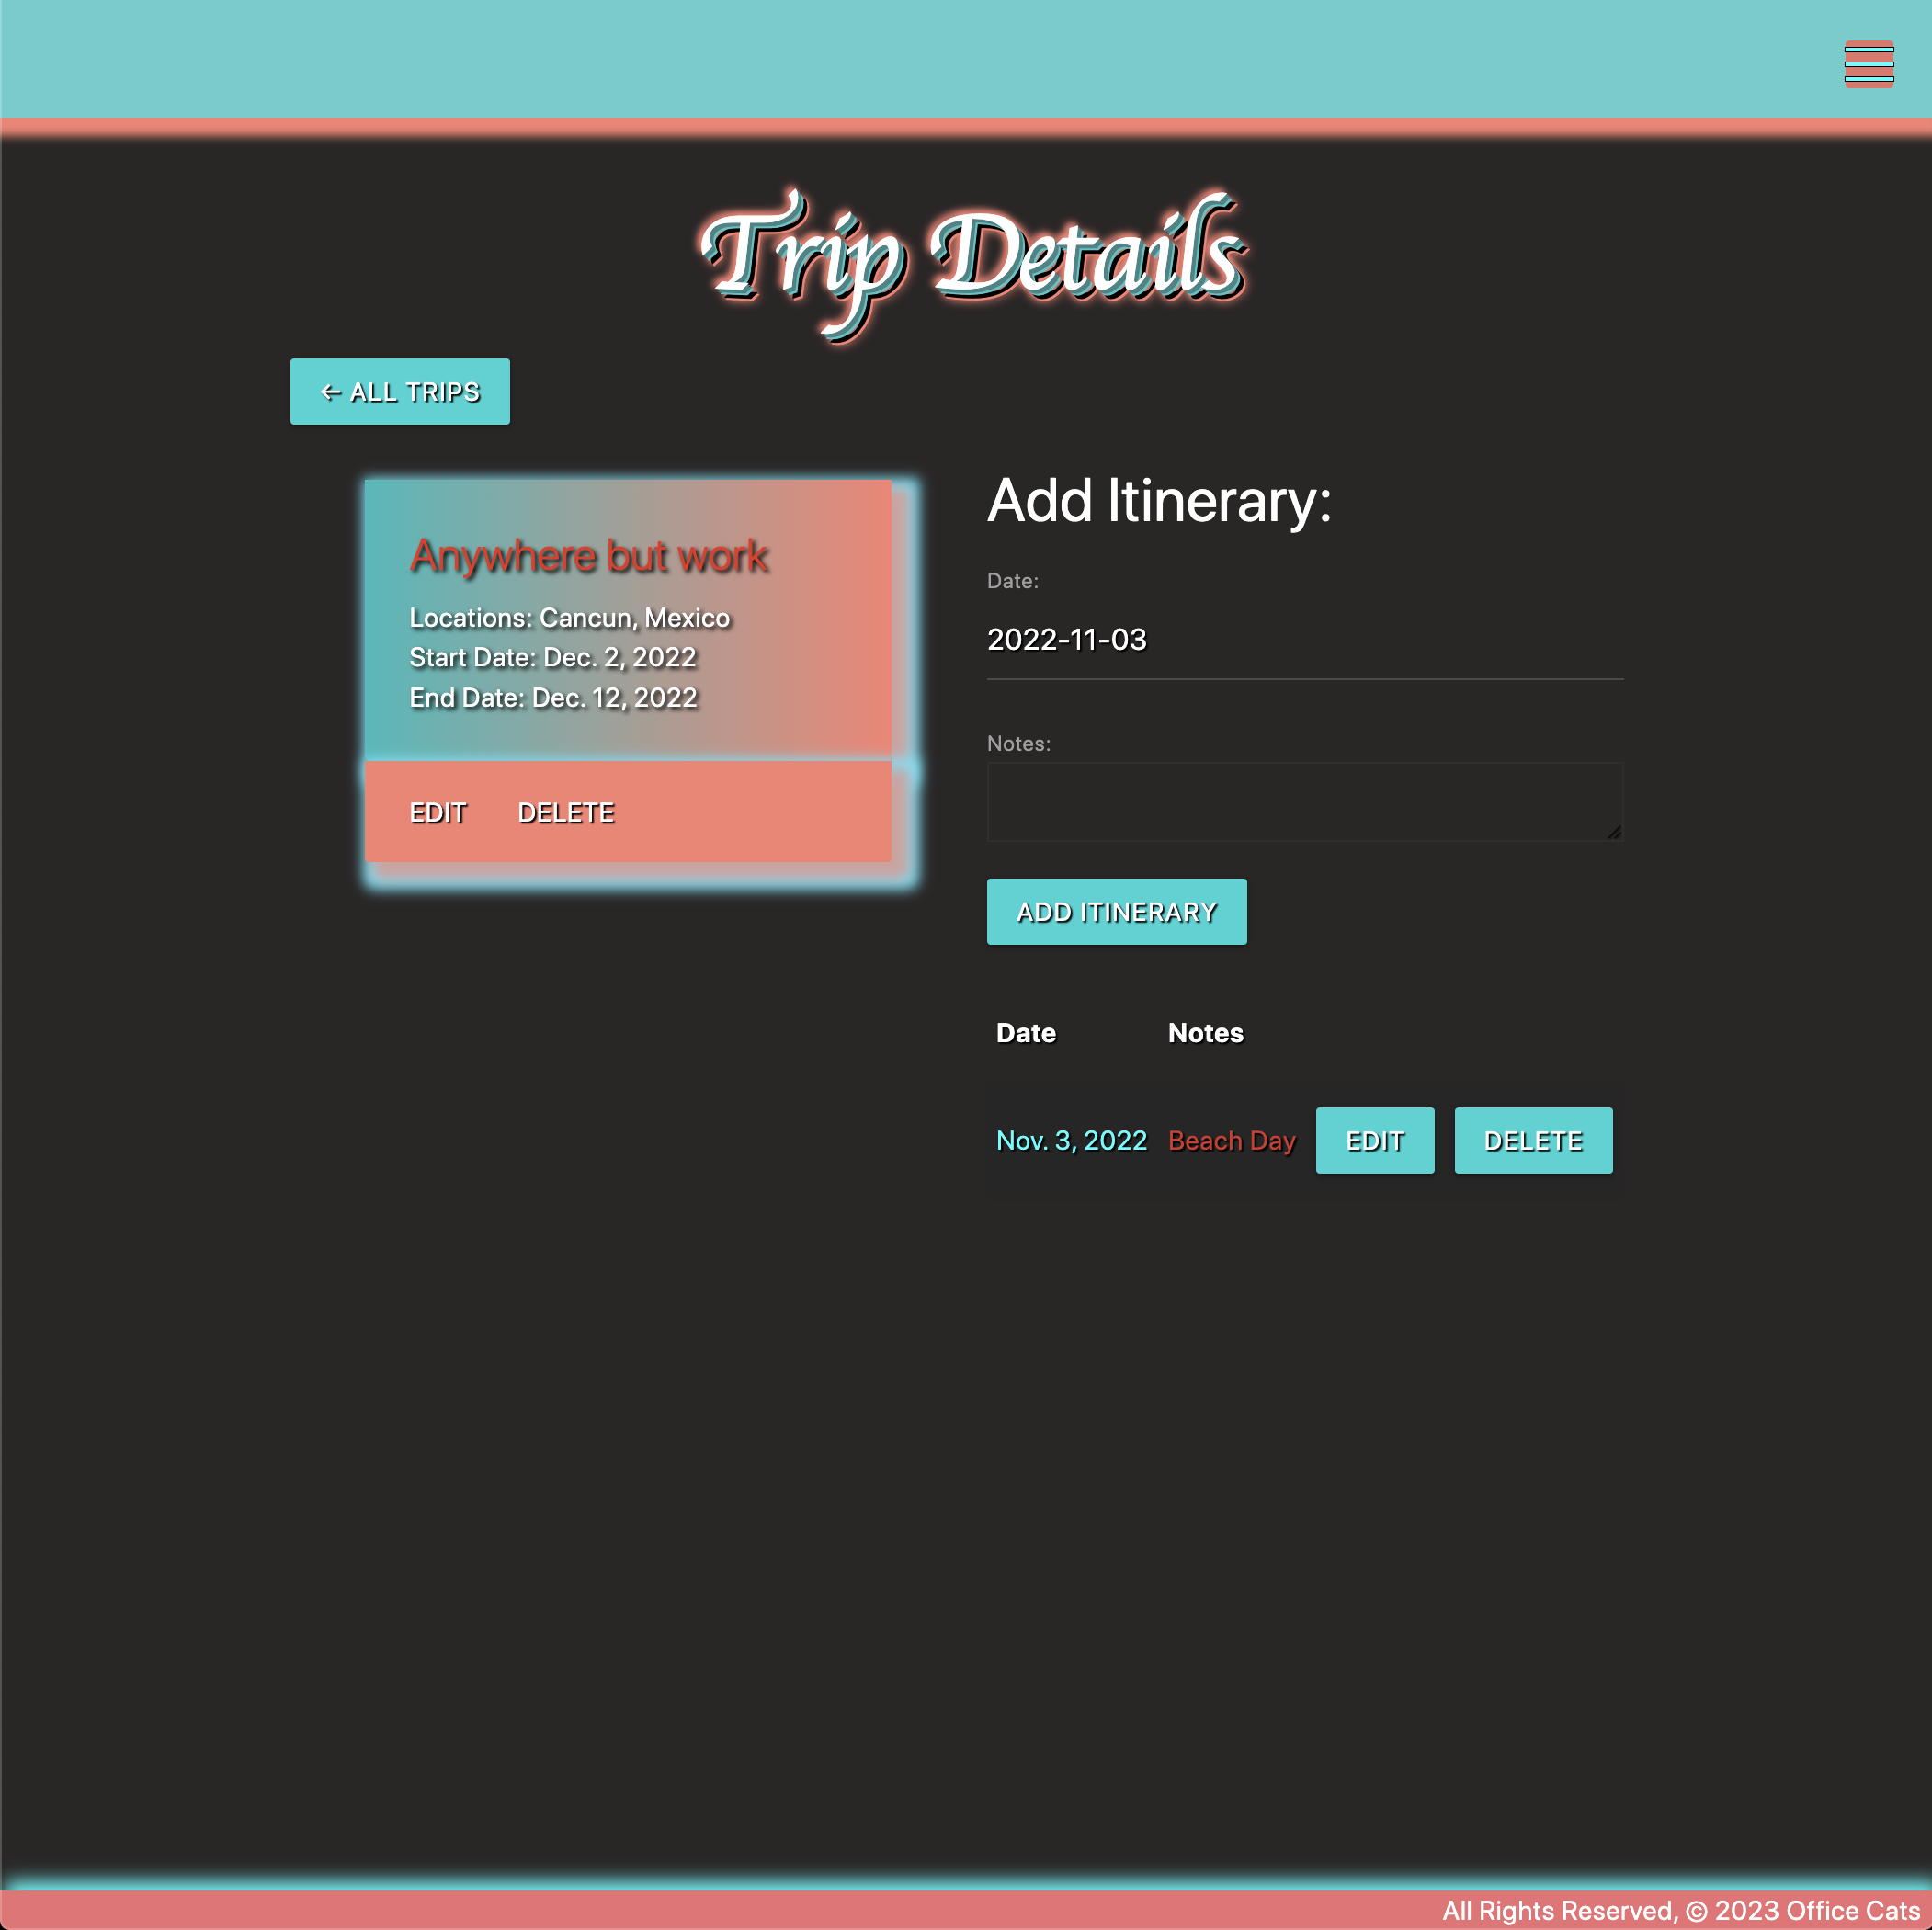 Trip Details
← ALL TRIPS
Anywhere but work
Locations: Cancun, Mexico
Start Date: Dec. 2, 2022
End Date: Dec. 12, 2022
EDIT DELETE
Add Itinerary:
Date:
2022-11-03
Notes:
ADD ITINERARY
Date Notes
Nov. 3, 2022 Beach Day EDIT DELETE
All Rights Reserved, © 2023 Office Cats